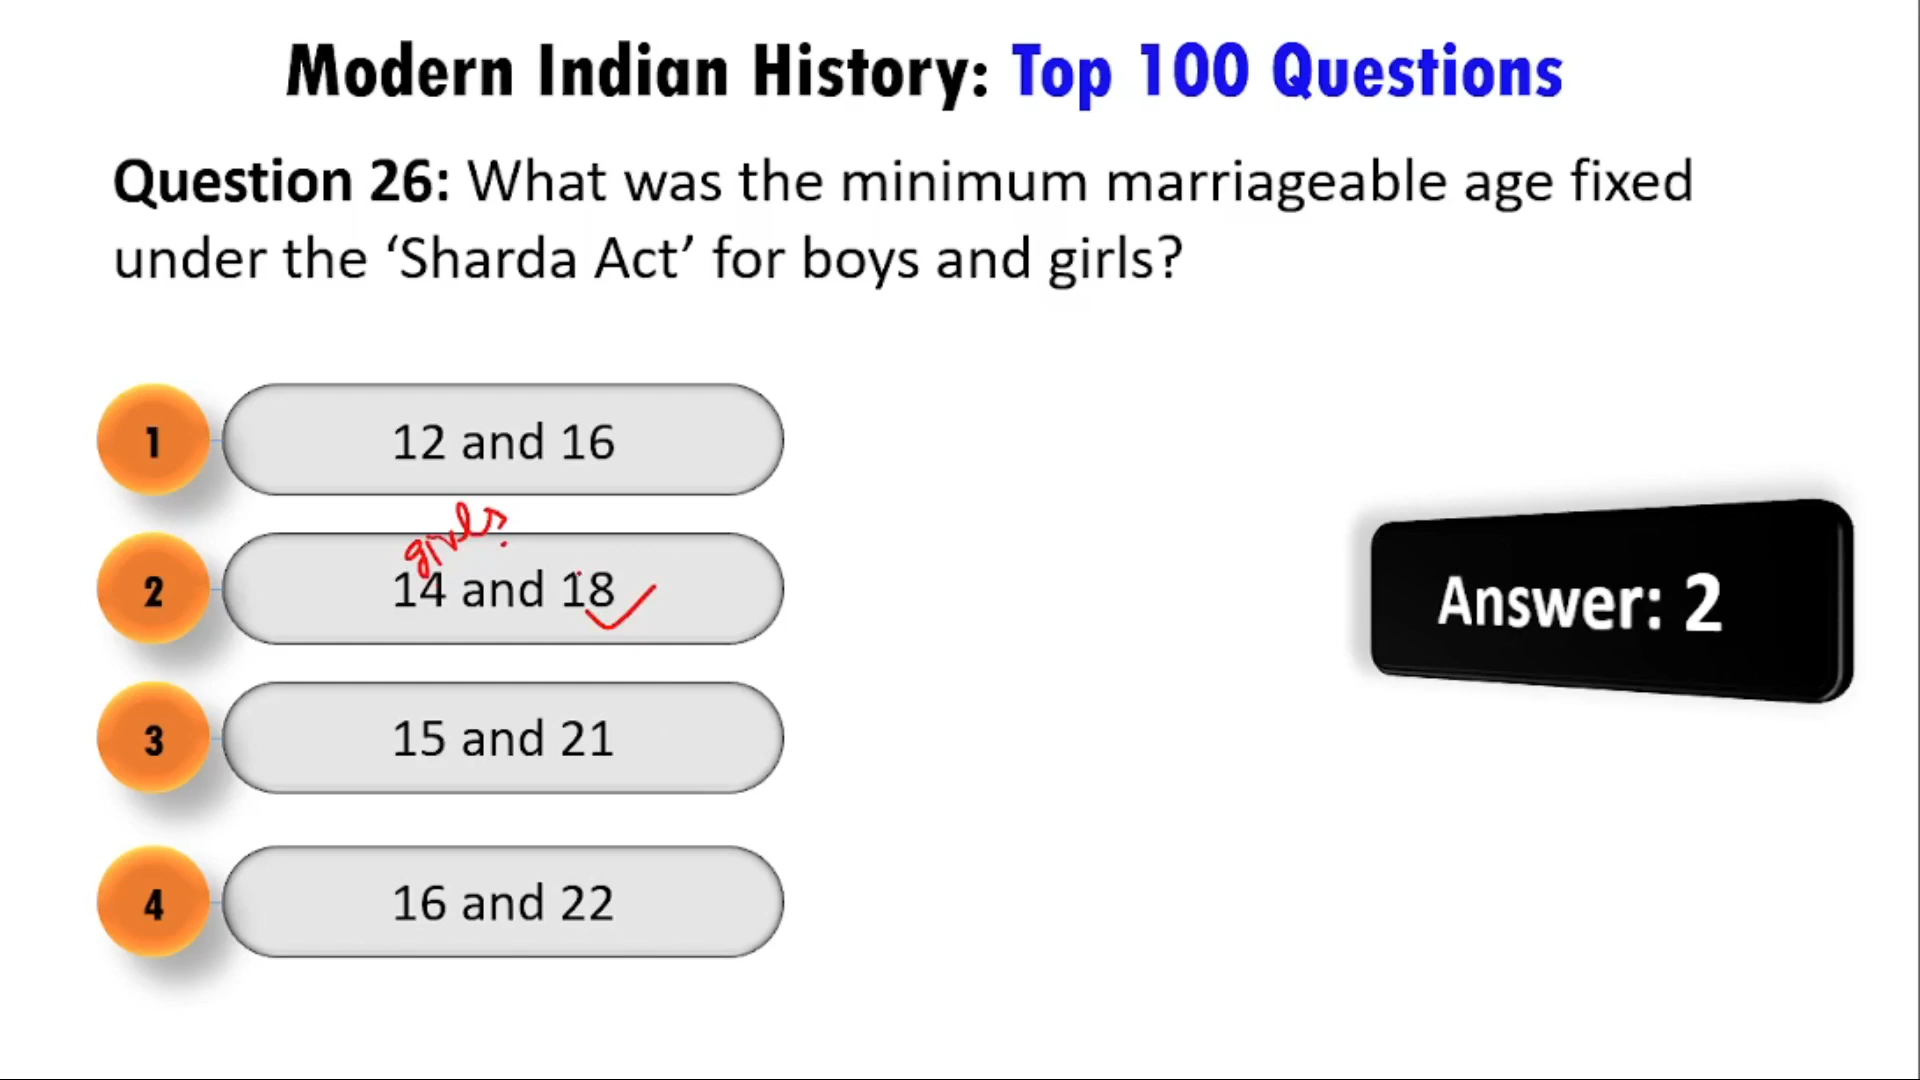 Modern Indian History: Top 100 Questions
Question 26: What was the minimum marriageable age fixed
under the ‘Sharda Act’ for boys and girls?
1 12 and 16
girls
2 14 and 18
3 15 and 21
4 16 and 22
Answer: 2